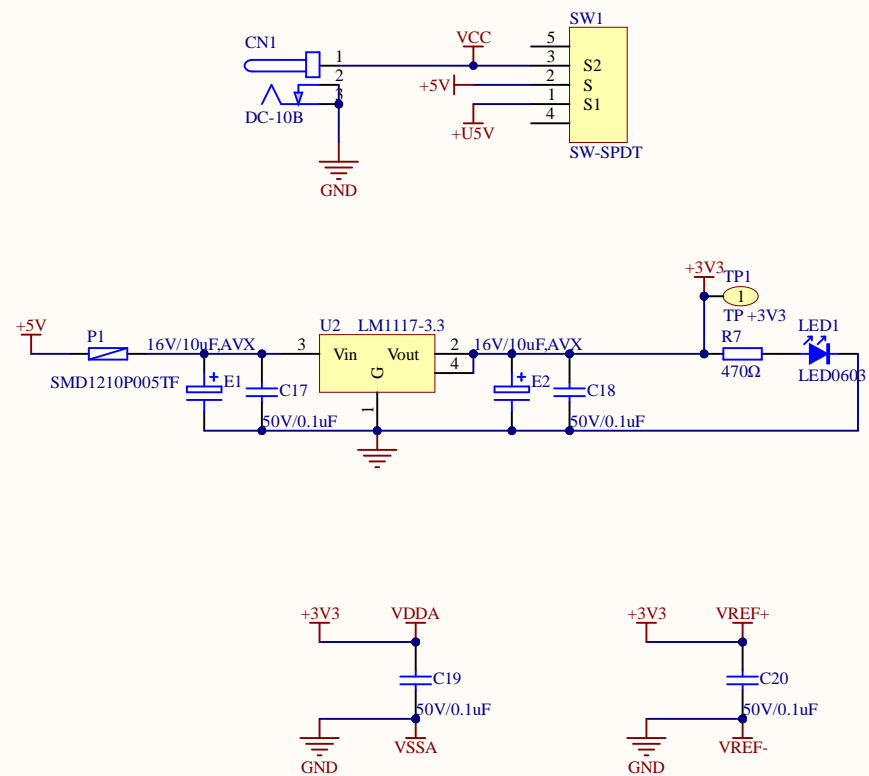 SW1
5
CN1
VCC
1
3
S2
2
+5V
2
S
3
1
S1
DC-10B
+U5V
4
SW-SPDT
GND
+3V3
TP1
1
TP +3V3
+5V
P1
U2
LM1117-3.3
R7
LED1
16V/10uF,AVX
3
Vin
Vout
2
16V/10uF,AVX
4
SMD1210P005TF
E1
C17
G
E2
C18
470Ω
LED0603
1
50V/0.1uF
50V/0.1uF
+3V3
VDDA
+3V3
VREF+
C19
C20
50V/0.1uF
50V/0.1uF
GND
VSSA
GND
VREF-